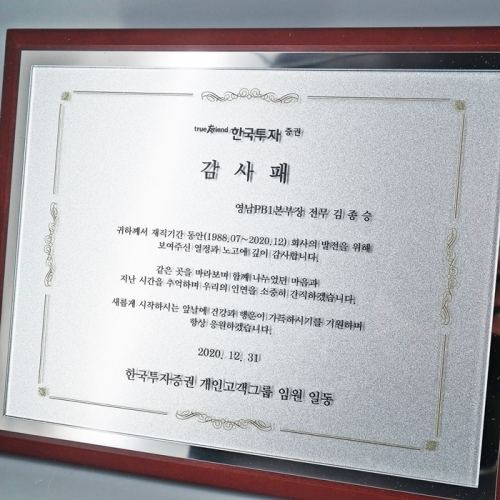 true friend 한국투자 증권
감 사 패
영남PB1본부장 전무 김 종 승
귀하께서 재직기간 동안(1988.07~2020.12) 회사의 발전을 위해
보여주신 열정과 노고에 깊이 감사합니다.
같은 곳을 바라보며 함께 나누었던 마음과
지난 시간을 추억하며 우리의 인연을 소중히 간직하겠습니다.
새롭게 시작하시는 앞날에 건강과 행운이 가득하시기를 기원하며
항상 응원하겠습니다.
2020. 12. 31
한국투자증권 개인고객그룹 임원 일동